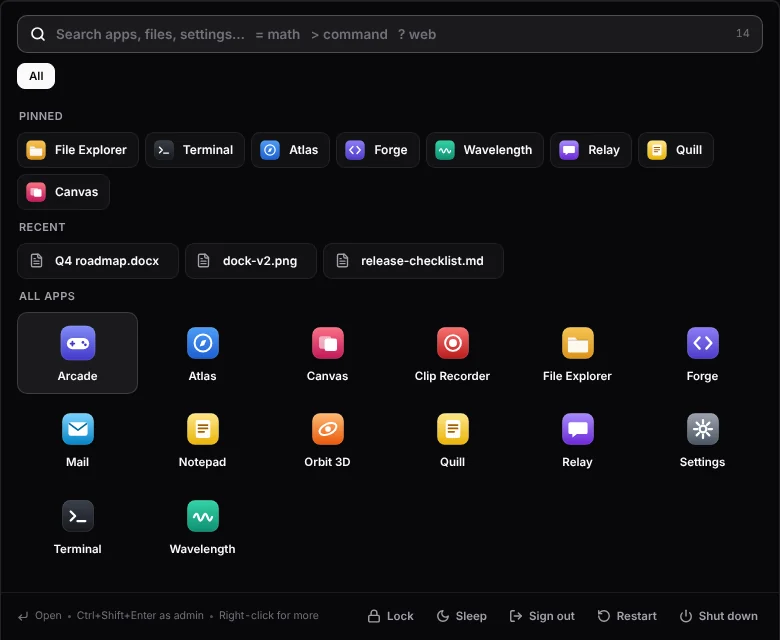 Search apps, files, settings... = math > command ? web 14
All
PINNED
File Explorer Terminal Atlas Forge Wavelength Relay Quill
Canvas
RECENT
Q4 roadmap.docx dock-v2.png release-checklist.md
ALL APPS
Arcade Atlas Canvas Clip Recorder File Explorer Forge
Mail Notepad Orbit 3D Quill Relay Settings
Terminal Wavelength
Open • Ctrl+Shift+Enter as admin • Right-click for more Lock Sleep Sign out Restart Shut down